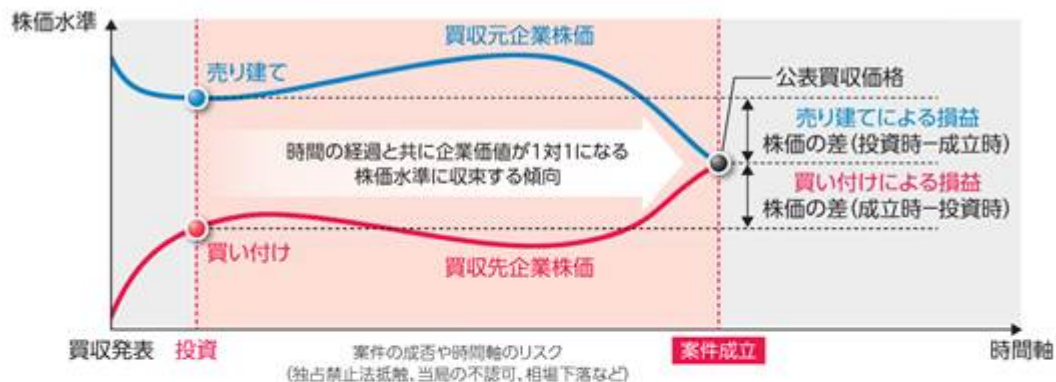 株価水準
買収元企業株価
売り建て
公表買収価格
売り建てによる損益
株価の差（投資時－成立時）
時間の経過と共に企業価値が1対1になる
株価水準に収束する傾向
買い付けによる損益
株価の差（成立時－投資時）
買い付け
買収先企業株価
買収発表
投資
案件の成否や時間軸のリスク
（独占禁止法抵触、当局の不認可、相場下落など）
案件成立
時間軸